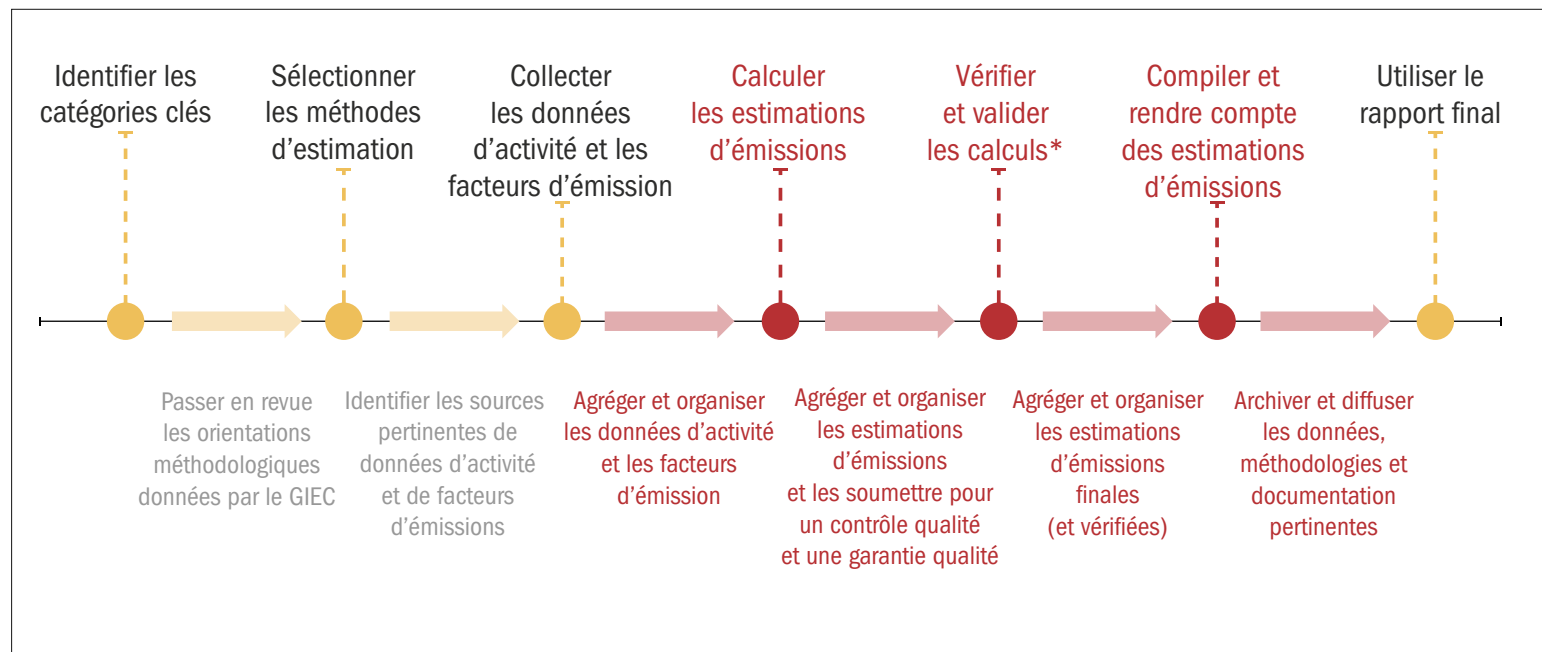 Identifier les
catégories clés
Sélectionner
les méthodes
d'estimation
Collecter
les données
d'activité et les
facteurs d'émission
Calculer
les estimations
d'émissions
Vérifier
et valider
les calculs*
Compiler et
rendre compte
des estimations
d'émissions
Utiliser le
rapport final
Passer en revue
les orientations
méthodologiques
données par le GIEC
Identifier les sources
pertinentes de
données d'activité
et de facteurs
d'émissions
Agréger et organiser
les données d'activité
et les facteurs
d'émission
Agréger et organiser
les estimations
d'émissions
et les soumettre pour
un contrôle qualité
et une garantie qualité
Agréger et organiser
les estimations
d'émissions
finales
(et vérifiées)
Archiver et diffuser
les données,
méthodologies et
documentation
pertinentes